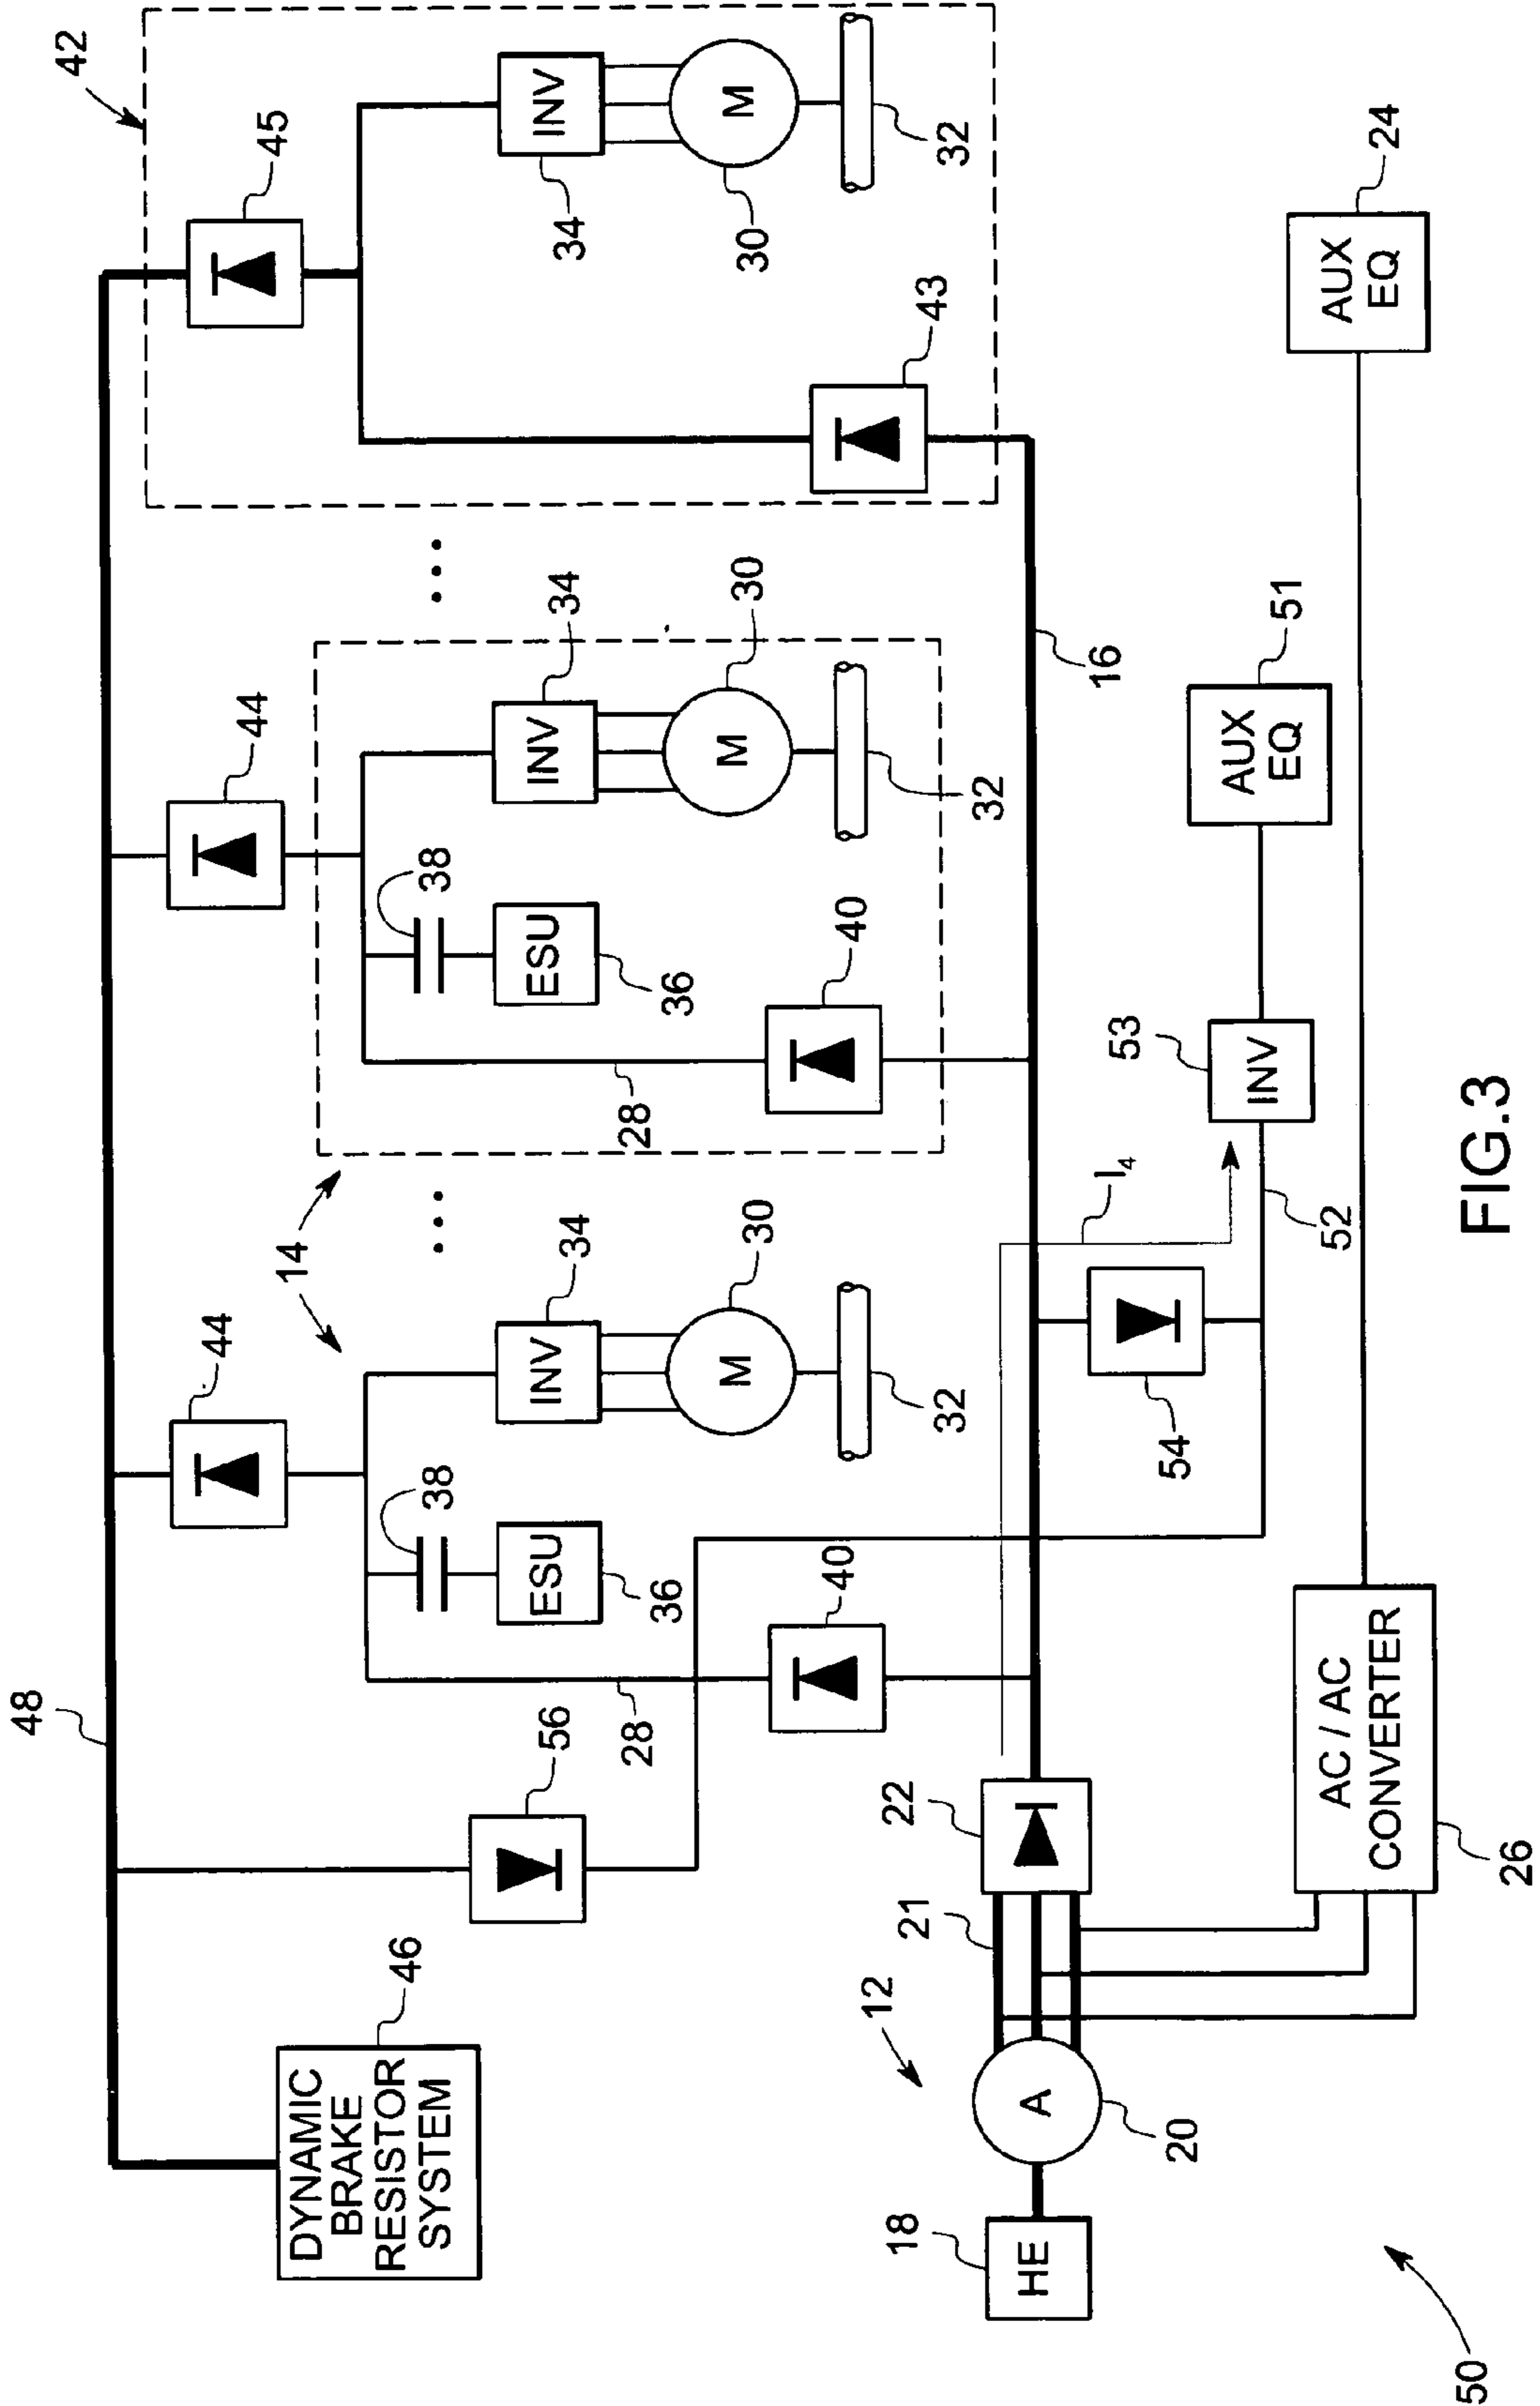 48
42
DYNAMIC
BRAKE
RESISTOR
SYSTEM
46
56
44
14
44
45
38
ESU
36
INV
34
M
30
32
28
40
• • •
38
ESU
36
INV
34
M
30
32
28
40
• • •
INV
34
M
30
32
43
12
18
HE
A
20
21
22
16
54
I4
52
53
INV
AUX
EQ
51
AC / AC
CONVERTER
26
AUX
EQ
24
50
FIG.3